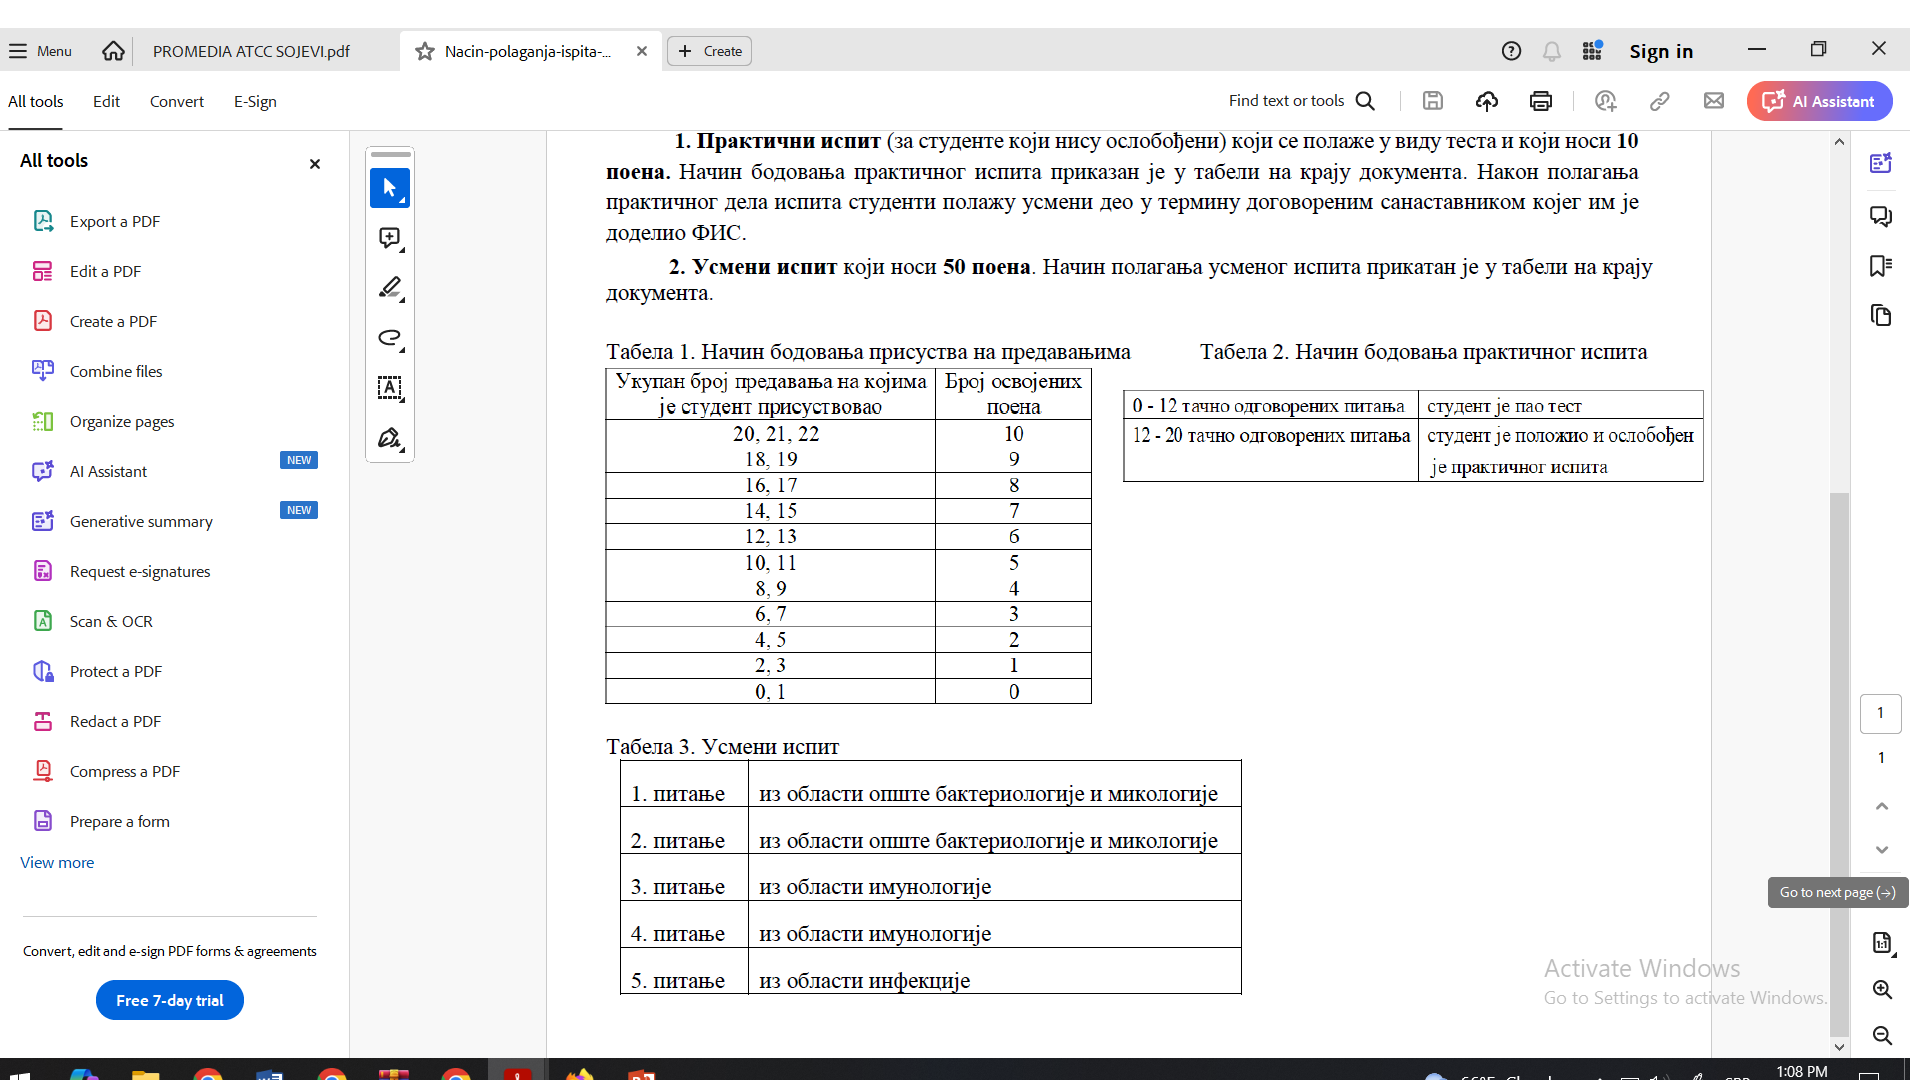 Menu
PROMEDIA ATCC SOJEVI.pdf
Nacin-polaganja-ispita-...
Create
Sign in
All tools
Edit
Convert
E-Sign
Find text or tools
AI Assistant
All tools
Export a PDF
Edit a PDF
Create a PDF
Combine files
Organize pages
AI Assistant
NEW
Generative summary
NEW
Request e-signatures
Scan & OCR
Protect a PDF
Redact a PDF
Compress a PDF
Prepare a form
View more
Convert, edit and e-sign PDF forms & agreements
Free 7-day trial
1. Практични испит (за студенте који нису ослобођени) који се полаже у виду теста и који носи 10
поена. Начин бодовања практичног испита приказан је у табели на крају документа. Након полагања
практичног дела испита студенти полажу усмени део у термину договореним санаставником којег им је
доделио ФИС.
2. Усмени испит који носи 50 поена. Начин полагања усменог испита прикатан је у табели на крају
документа.
Табела 1. Начин бодовања присуства на предавањима
Укупан број предавања на којима
је студент присуствовао
Број освојених
поена
20, 21, 22 10
18, 19 9
16, 17 8
14, 15 7
12, 13 6
10, 11 5
8, 9 4
6, 7 3
4, 5 2
2, 3 1
0, 1 0
Табела 2. Начин бодовања практичног испита
0 - 12 тачно одговорених питања студент је пао тест
12 - 20 тачно одговорених питања студент је положио и ослобођен
је практичног испита
Табела 3. Усмени испит
1. питање из области опште бактериологије и микологије
2. питање из области опште бактериологије и микологије
3. питање из области имунологије
4. питање из области имунологије
5. питање из области инфекције
1
1
Go to next page (→)
Activate Windows
Go to Settings to activate Windows.
1:08 PM